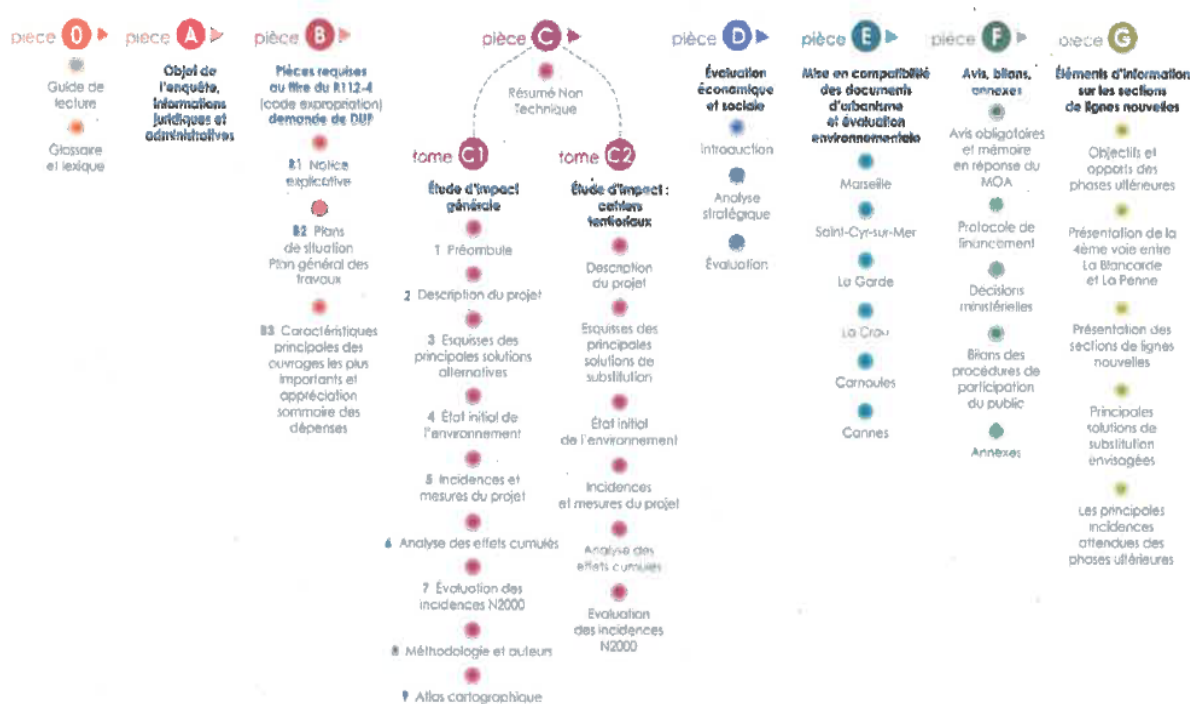 pièce 0
Guide de
lecture
Glossaire
et lexique
pièce A
Objet de
l'enquête,
informations
juridiques et
administratives
pièce B
Pièces requises
au titre du R112-4
(code expropriation)
demande de DUP
B1 Notice
explicative
B2 Plans
de situation
Plan général des
travaux
B3 Caractéristiques
principales des
ouvrages les plus
importants et
appréciation
sommaire des
dépenses
pièce C
Résumé Non
Technique
tome C1
Étude d'impact
générale
1 Préambule
2 Description du projet
3 Esquisses des
principales solutions
alternatives
4 État initial de
l'environnement
5 Incidences et
mesures du projet
6 Analyse des effets cumulés
7 Évaluation des
incidences N2000
8 Méthodologie et auteurs
9 Atlas cartographique
tome C2
Étude d'impact :
cahiers
territoriaux
Description
du projet
Esquisses des
principales
solutions de
substitution
État initial
de l'environnement
Incidences
et mesures du projet
Analyse des
effets cumulés
Evaluation
des incidences
N2000
pièce D
Évaluation
économique
et sociale
Introduction
Analyse
stratégique
Évaluation
pièce E
Mise en compatibilité
des documents
d'urbanisme
et évaluation
environnementale
Marseille
Saint-Cyr-sur-Mer
La Garde
La Crau
Carnoules
Cannes
pièce F
Avis, bilans,
annexes
Avis obligatoires
et mémoire
en réponse du
MOA
Protocole de
financement
Décisions
ministérielles
Bilans des
procédures de
participation
du public
Annexes
pièce G
Éléments d'information
sur les sections
de lignes nouvelles
Objectifs et
apports des
phases ultérieures
Présentation de la
4ème voie entre
La Blancarde
et La Penne
Présentation des
sections de lignes
nouvelles
Principales
solutions de
substitution
envisagées
Les principales
incidences
attendues des
phases ultérieures